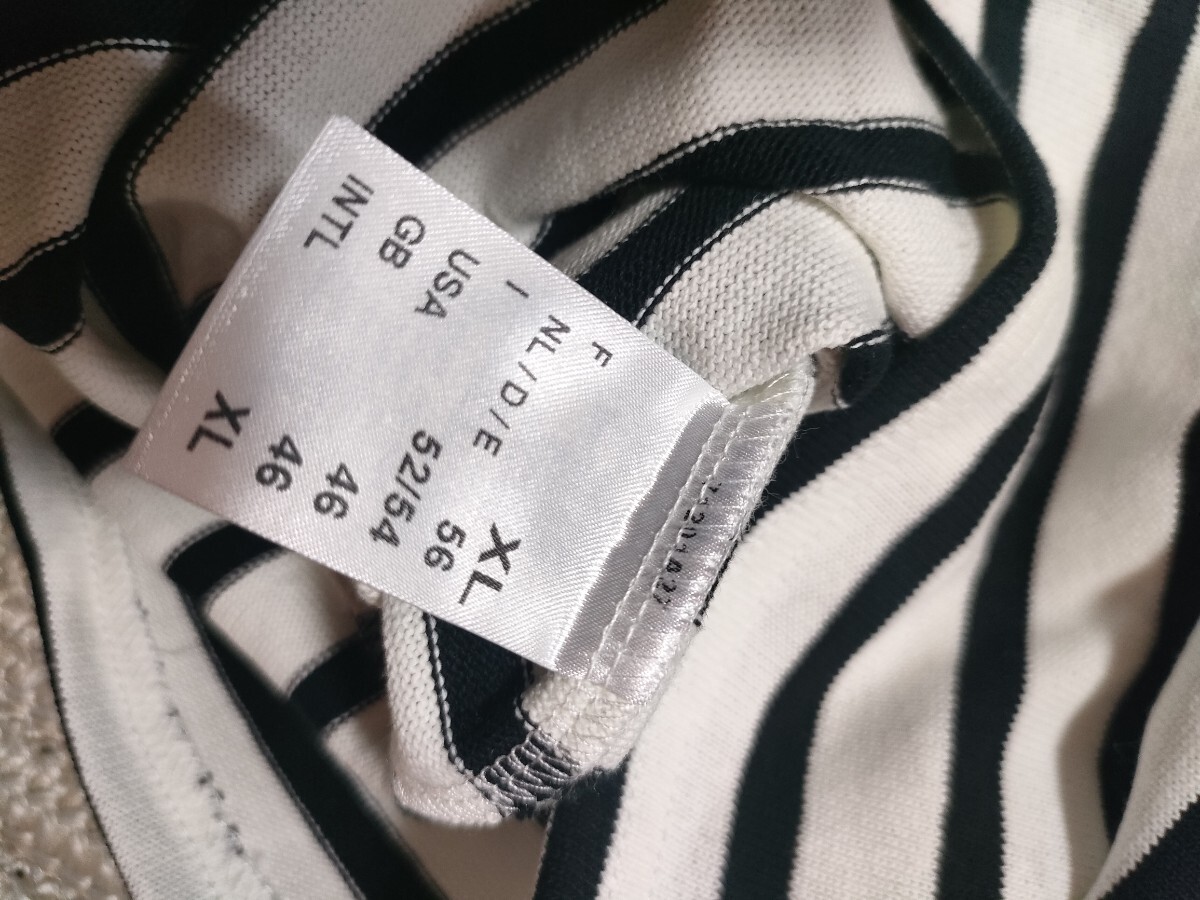 F XL
NL/D/E 56
I 52/54
USA 46
GB 46
INTL XL